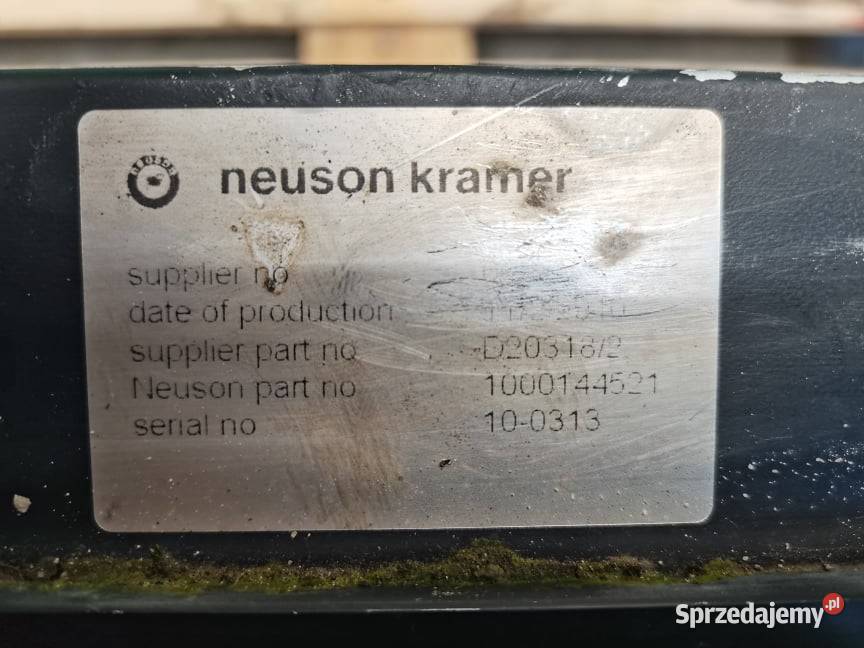 neuson kramer
supplier no
date of production
supplier part no D20318/2
Neuson part no 1000144521
serial no 10-0313
Sprzedajemy.pl